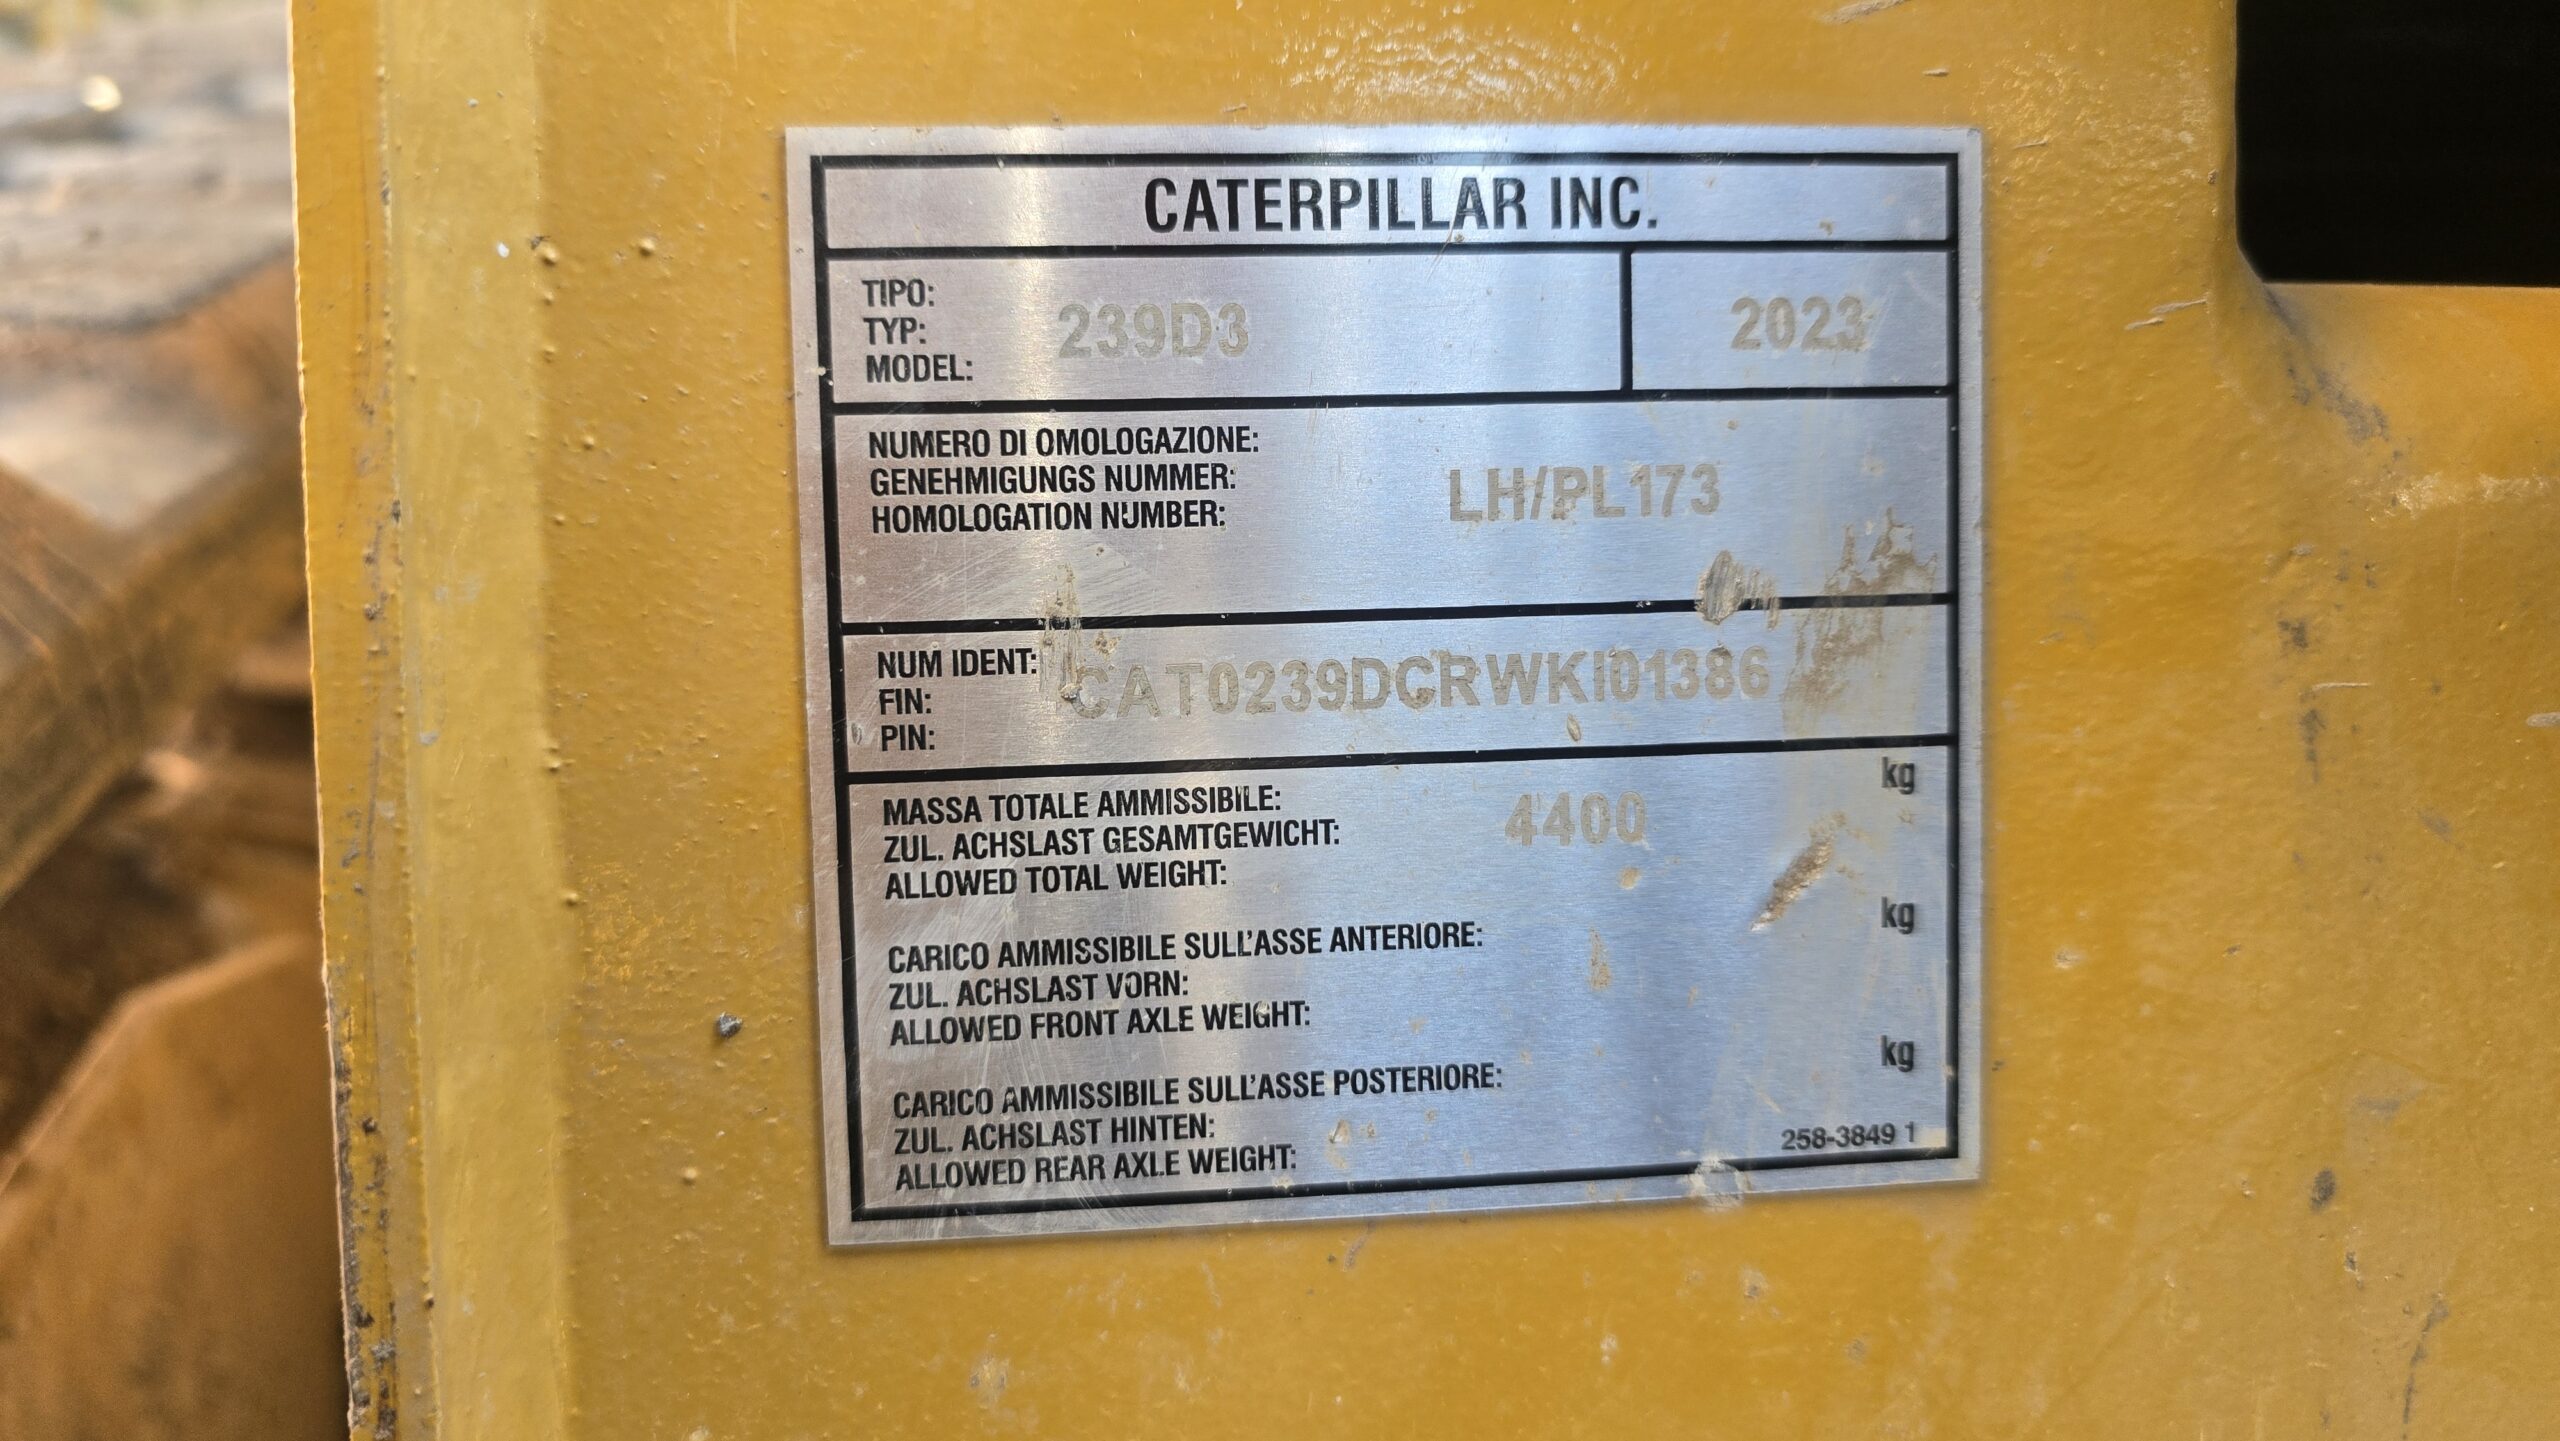 CATERPILLAR INC.
TIPO:
TYP:
MODEL:
239D3
2023
NUMERO DI OMOLOGAZIONE:
GENEHMIGUNGS NUMMER:
HOMOLOGATION NUMBER:
LH/PL173
NUM IDENT:
FIN:
PIN:
CAT0239DCRWKI01386
kg
MASSA TOTALE AMMISSIBILE:
ZUL. ACHSLAST GESAMTGEWICHT:
ALLOWED TOTAL WEIGHT:
4400
kg
CARICO AMMISSIBILE SULL'ASSE ANTERIORE:
ZUL. ACHSLAST VORN:
ALLOWED FRONT AXLE WEIGHT:
kg
CARICO AMMISSIBILE SULL'ASSE POSTERIORE:
ZUL. ACHSLAST HINTEN:
ALLOWED REAR AXLE WEIGHT:
258-3849 1